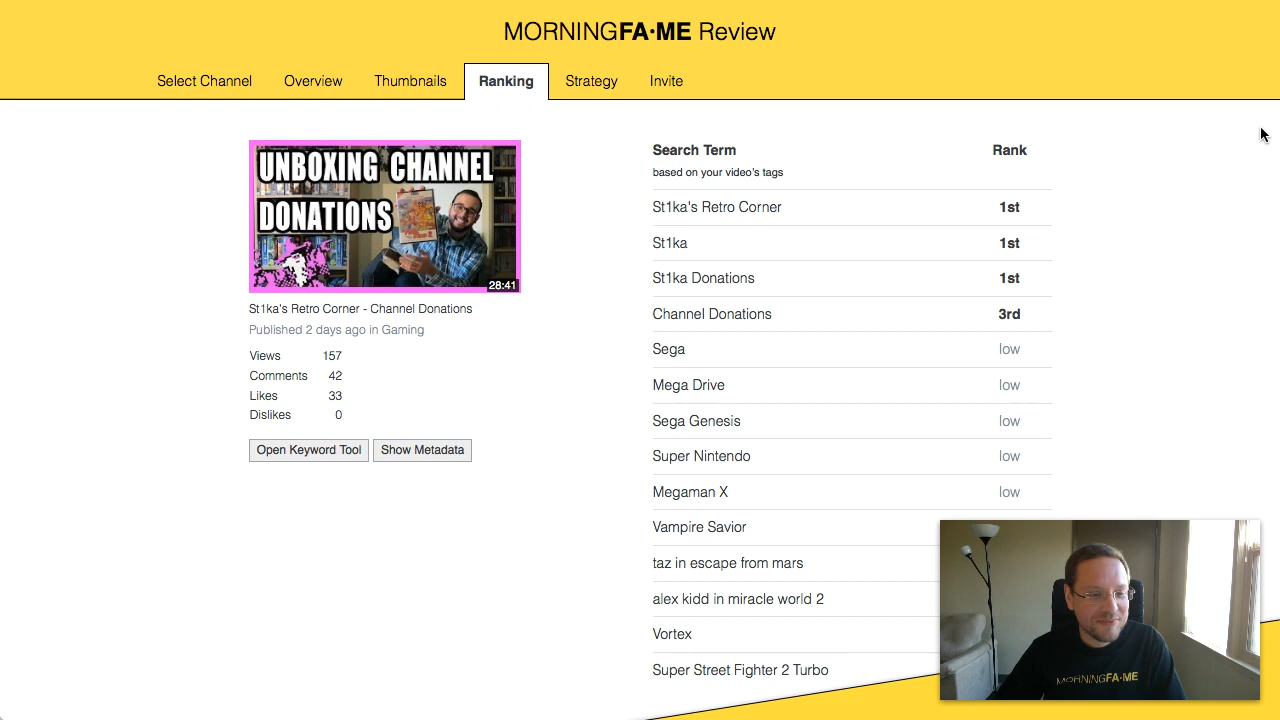 MORNINGFA•ME Review
Select Channel Overview Thumbnails Ranking Strategy Invite
UNBOXING CHANNEL
DONATIONS
28:41
St1ka's Retro Corner - Channel Donations
Published 2 days ago in Gaming
Views 157
Comments 42
Likes 33
Dislikes 0
Open Keyword Tool Show Metadata
Search Term Rank
based on your video's tags
St1ka's Retro Corner 1st
St1ka 1st
St1ka Donations 1st
Channel Donations 3rd
Sega low
Mega Drive low
Sega Genesis low
Super Nintendo low
Megaman X low
Vampire Savior
taz in escape from mars
alex kidd in miracle world 2
Vortex
Super Street Fighter 2 Turbo
MORNINGFA•ME